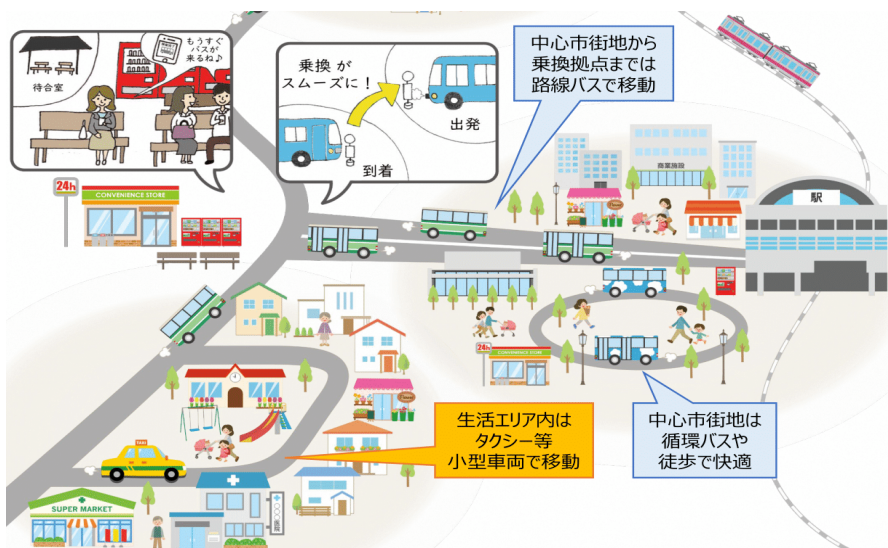 もうすぐ
バスが
来るね♪
待合室
乗換 が
スムーズに!
出発
到着
中心市街地から
乗換拠点までは
路線バスで移動
24h
CONVENIENCE STORE
商業施設
駅
24h
CONVENIENCE STORE
生活エリア内は
タクシー等
小型車両で移動
中心市街地は
循環バスや
徒歩で快適
TAXI
SUPER MARKET
〇〇医院